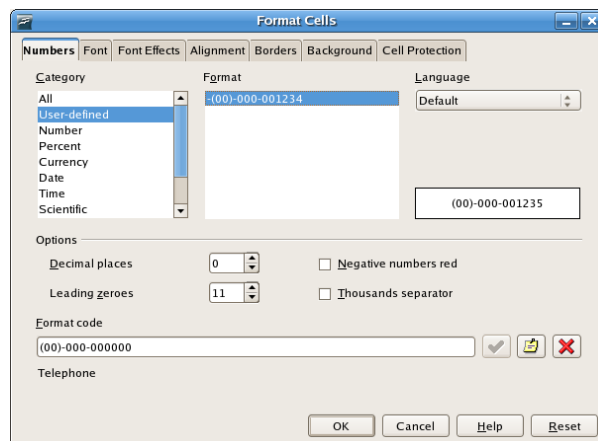 Format Cells
Numbers Font Font Effects Alignment Borders Background Cell Protection
Category Format Language
All -(00)-000-001234 Default
User-defined
Number
Percent
Currency
Date
Time
Scientific (00)-000-001235
Options
Decimal places 0 Negative numbers red
Leading zeroes 11 Thousands separator
Format code
(00)-000-000000
Telephone
OK Cancel Help Reset